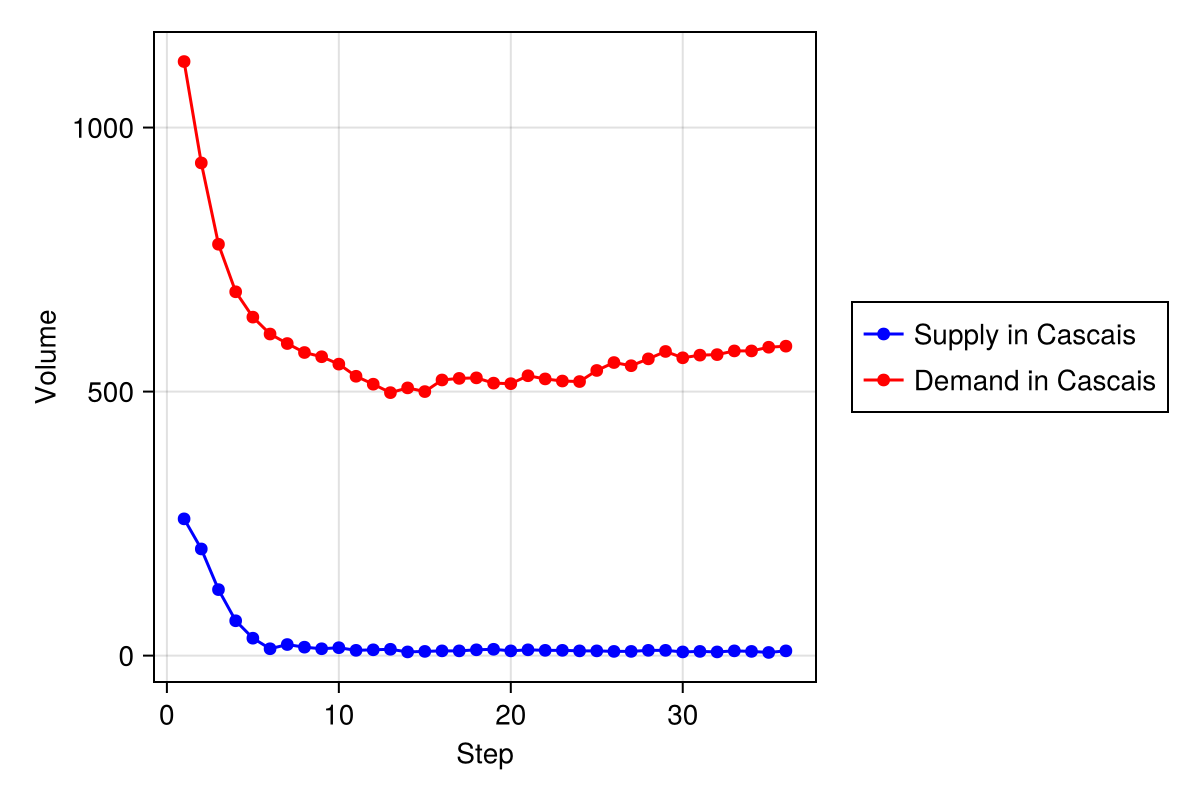 1000
500
0
Volume
0 10 20 30
Step
Supply in Cascais
Demand in Cascais